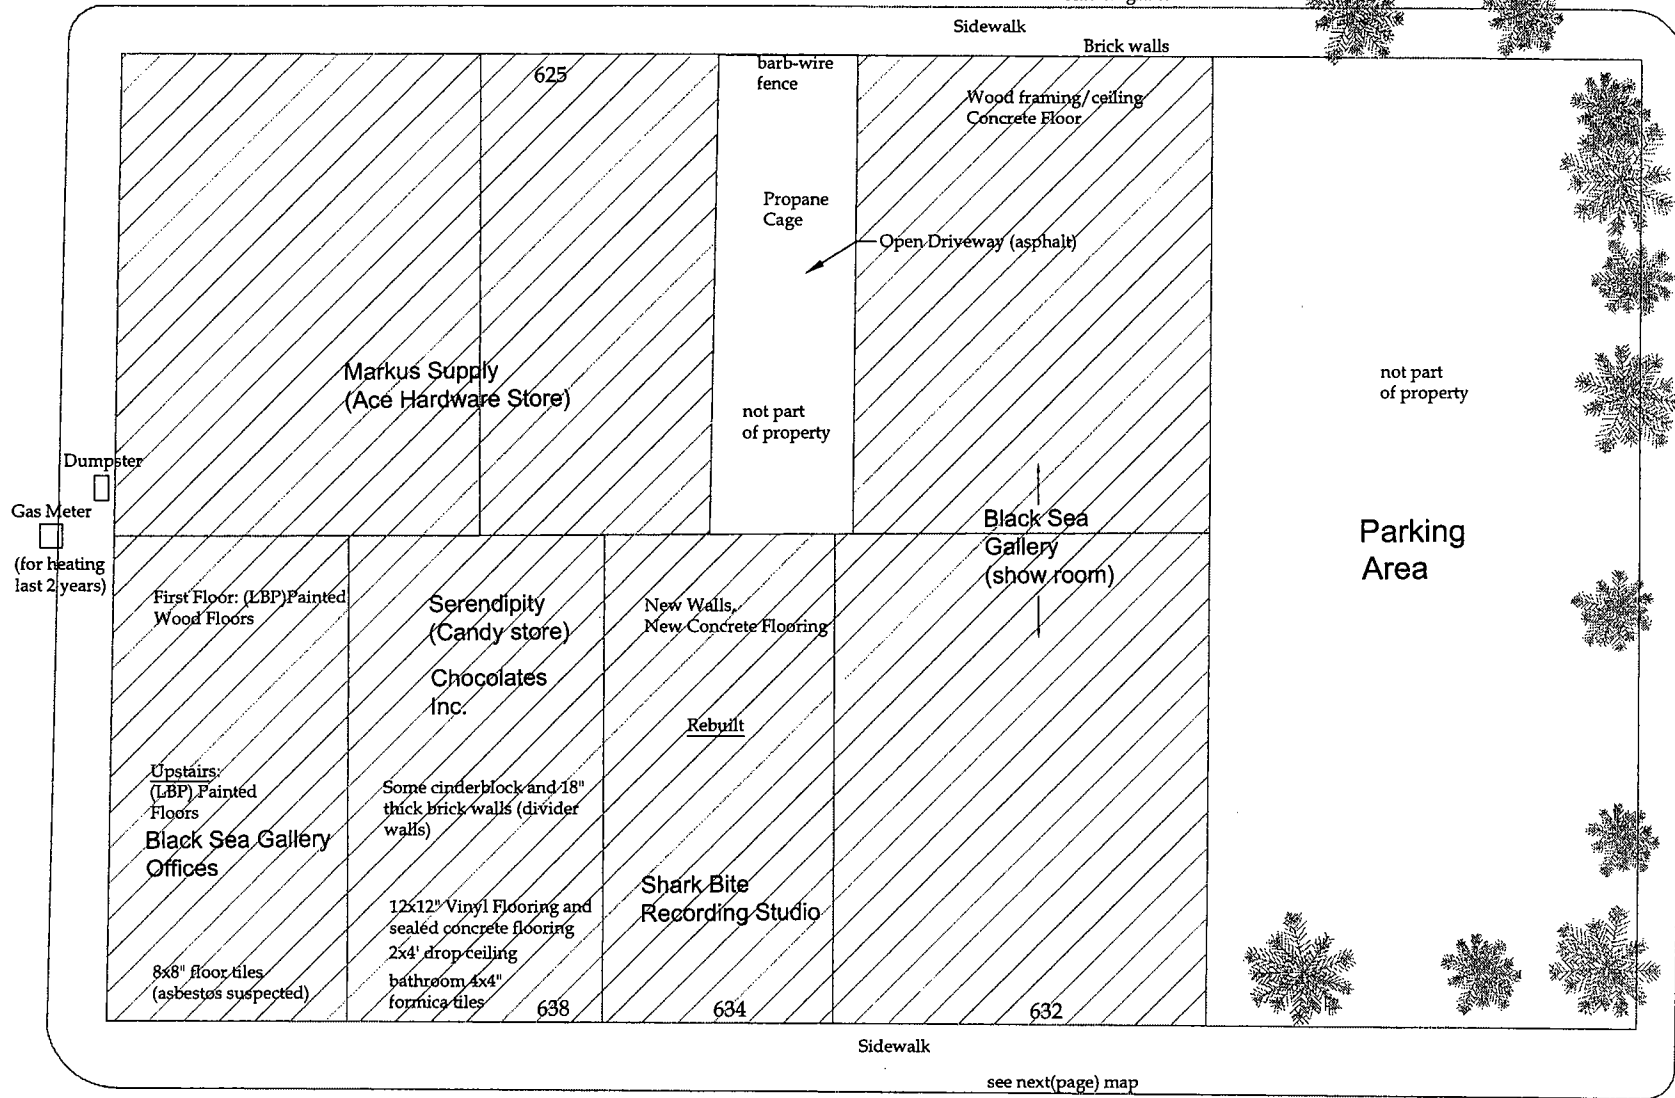 Sidewalk
Brick walls
625
barb-wire
fence
Wood framing/ceiling
Concrete Floor
Propane
Cage
Open Driveway (asphalt)
Markus Supply
(Ace Hardware Store)
not part
of property
not part
of property
Dumpster
Gas Meter
(for heating
last 2 years)
Black Sea
Gallery
(show room)
Parking
Area
First Floor: (LBP)Painted
Wood Floors
Upstairs:
(LBP) Painted
Floors
Black Sea Gallery
Offices
8x8" floor tiles
(asbestos suspected)
Serendipity
(Candy store)
Chocolates
Inc.
Some cinderblock and 18"
thick brick walls (divider
walls)
12x12" Vinyl Flooring and
sealed concrete flooring
2x4' drop ceiling
bathroom 4x4"
formica tiles
638
New Walls,
New Concrete Flooring
Rebuilt
Shark Bite
Recording Studio
634
632
Sidewalk
see next(page) map